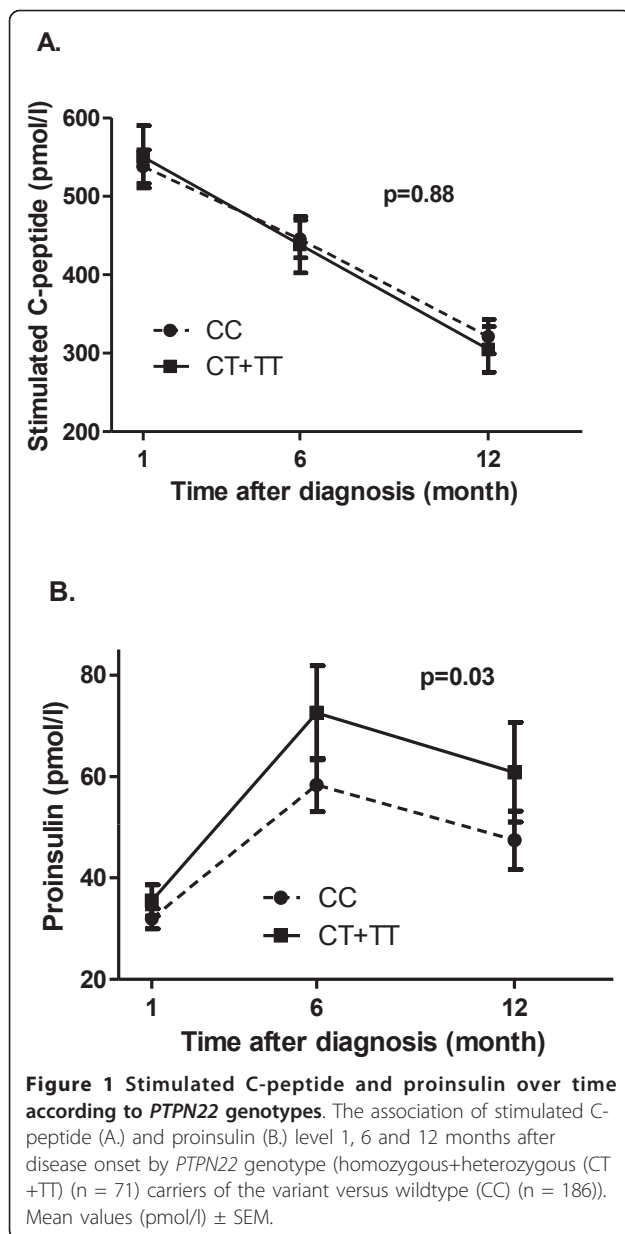 A.
Stimulated C-peptide (pmol/l)
600
500
400
300
200
p=0.88
CC
CT+TT
1 6 12
Time after diagnosis (month)
B.
Proinsulin (pmol/l)
80
60
40
20
p=0.03
CC
CT+TT
1 6 12
Time after diagnosis (month)
Figure 1 Stimulated C-peptide and proinsulin over time
according to PTPN22 genotypes. The association of stimulated C-
peptide (A.) and proinsulin (B.) level 1, 6 and 12 months after
disease onset by PTPN22 genotype (homozygous+heterozygous (CT
+TT) (n = 71) carriers of the variant versus wildtype (CC) (n = 186)).
Mean values (pmol/l) ± SEM.